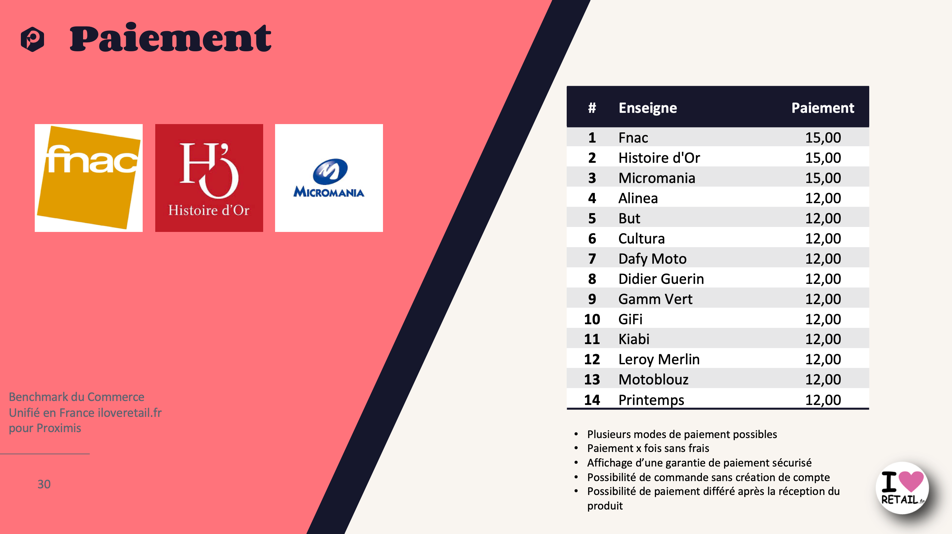 Paiement
fnac
Histoire d'Or
MICROMANIA
# Enseigne Paiement
1 Fnac 15,00
2 Histoire d'Or 15,00
3 Micromania 15,00
4 Alinea 12,00
5 But 12,00
6 Cultura 12,00
7 Dafy Moto 12,00
8 Didier Guerin 12,00
9 Gamm Vert 12,00
10 GiFi 12,00
11 Kiabi 12,00
12 Leroy Merlin 12,00
13 Motoblouz 12,00
14 Printemps 12,00
• Plusieurs modes de paiement possibles
• Paiement x fois sans frais
• Affichage d’une garantie de paiement sécurisé
• Possibilité de commande sans création de compte
• Possibilité de paiement différé après la réception du
produit
Benchmark du Commerce
Unifié en France iloveretail.fr
pour Proximis
30
I
RETAIL.fr